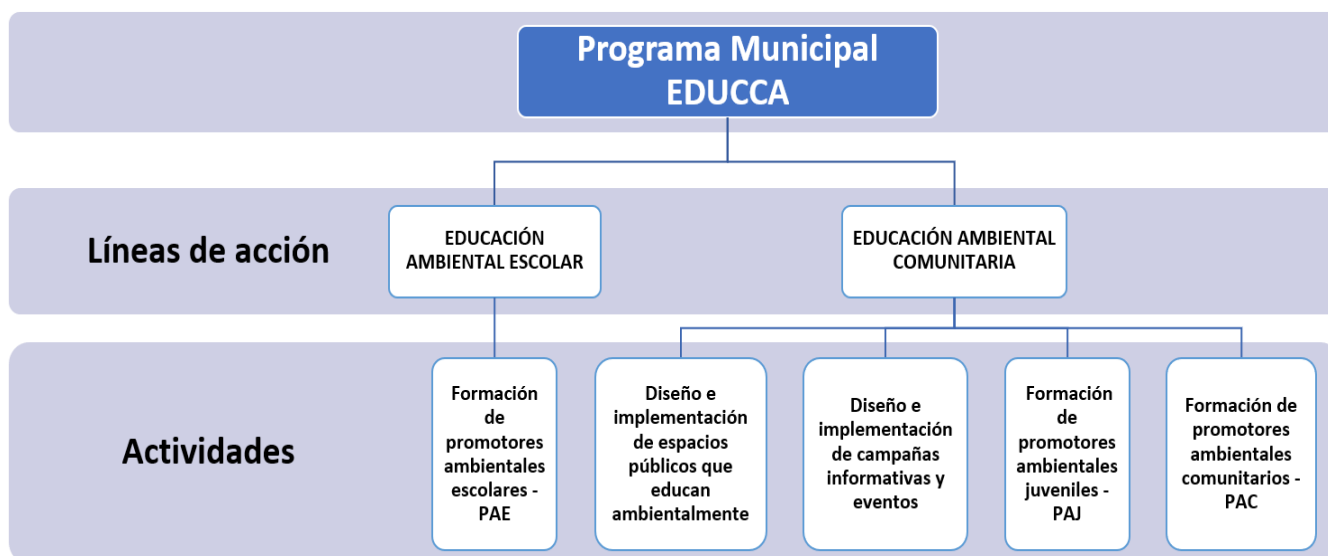 Programa Municipal
EDUCCA
Líneas de acción
EDUCACIÓN
AMBIENTAL ESCOLAR
EDUCACIÓN AMBIENTAL
COMUNITARIA
Actividades
Formación
de
promotores
ambientales
escolares -
PAE
Diseño e
implementación
de espacios
públicos que
educan
ambientalmente
Diseño e
implementación
de campañas
informativas y
eventos
Formación
de
promotores
ambientales
juveniles -
PAJ
Formación de
promotores
ambientales
comunitarios -
PAC